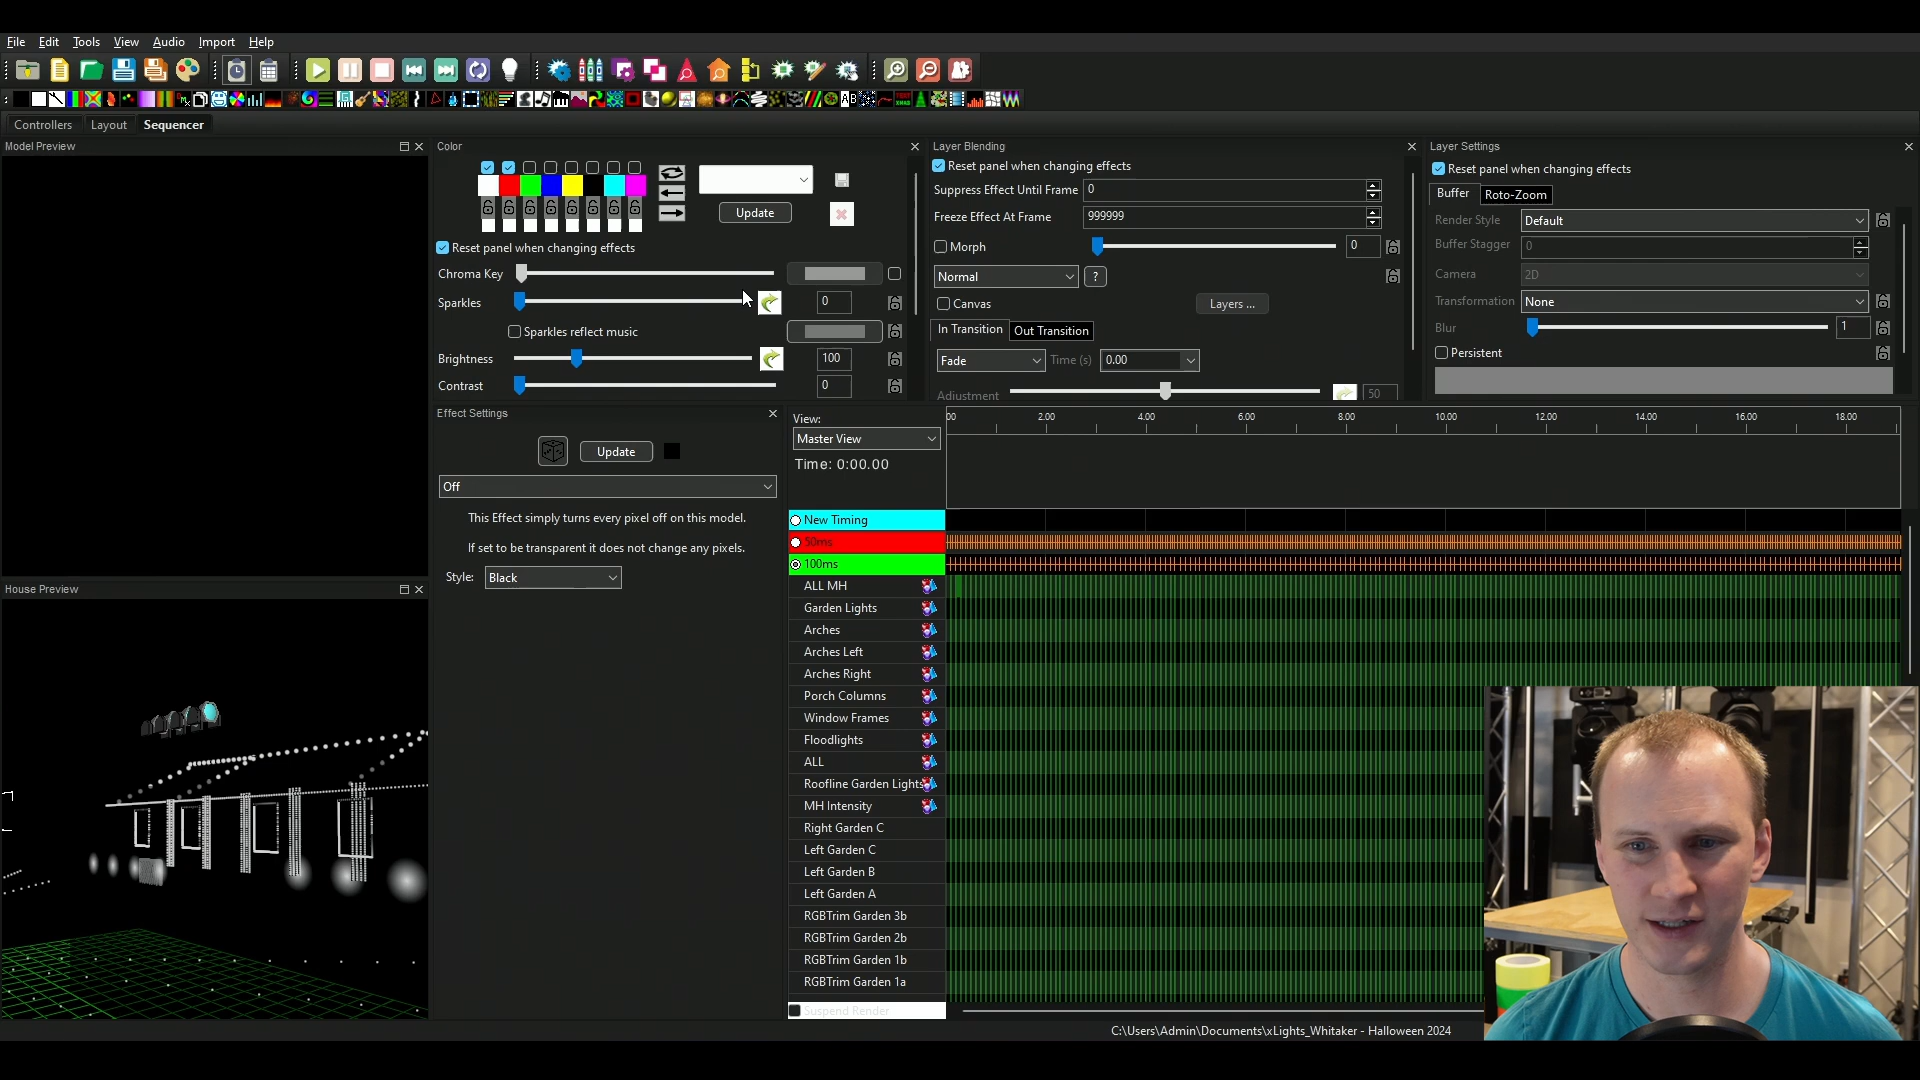 File Edit Tools View Audio Import Help
Controllers Layout Sequencer
Model Preview
Color
Update
Reset panel when changing effects
Chroma Key
Sparkles 0
Sparkles reflect music
Brightness 100
Contrast 0
Layer Blending
Reset panel when changing effects
Suppress Effect Until Frame 0
Freeze Effect At Frame 999999
Morph 0
Normal ?
Canvas Layers ...
In Transition Out Transition
Fade Time (s) 0.00
Adjustment 50
Layer Settings
Reset panel when changing effects
Buffer Roto-Zoom
Render Style Default
Buffer Stagger 0
Camera 2D
Transformation None
Blur 1
Persistent
Effect Settings
Update
Off
This Effect simply turns every pixel off on this model.
If set to be transparent it does not change any pixels.
Style: Black
House Preview
View:
Master View
Time: 0:00.00
00 2.00 4.00 6.00 8.00 10.00 12.00 14.00 16.00 18.00
New Timing
50ms
100ms
ALL MH
Garden Lights
Arches
Arches Left
Arches Right
Porch Columns
Window Frames
Floodlights
ALL
Roofline Garden Lights
MH Intensity
Right Garden C
Left Garden C
Left Garden B
Left Garden A
RGBTrim Garden 3b
RGBTrim Garden 2b
RGBTrim Garden 1b
RGBTrim Garden 1a
Suspend Render
C:\Users\Admin\Documents\xLights_Whitaker - Halloween 2024